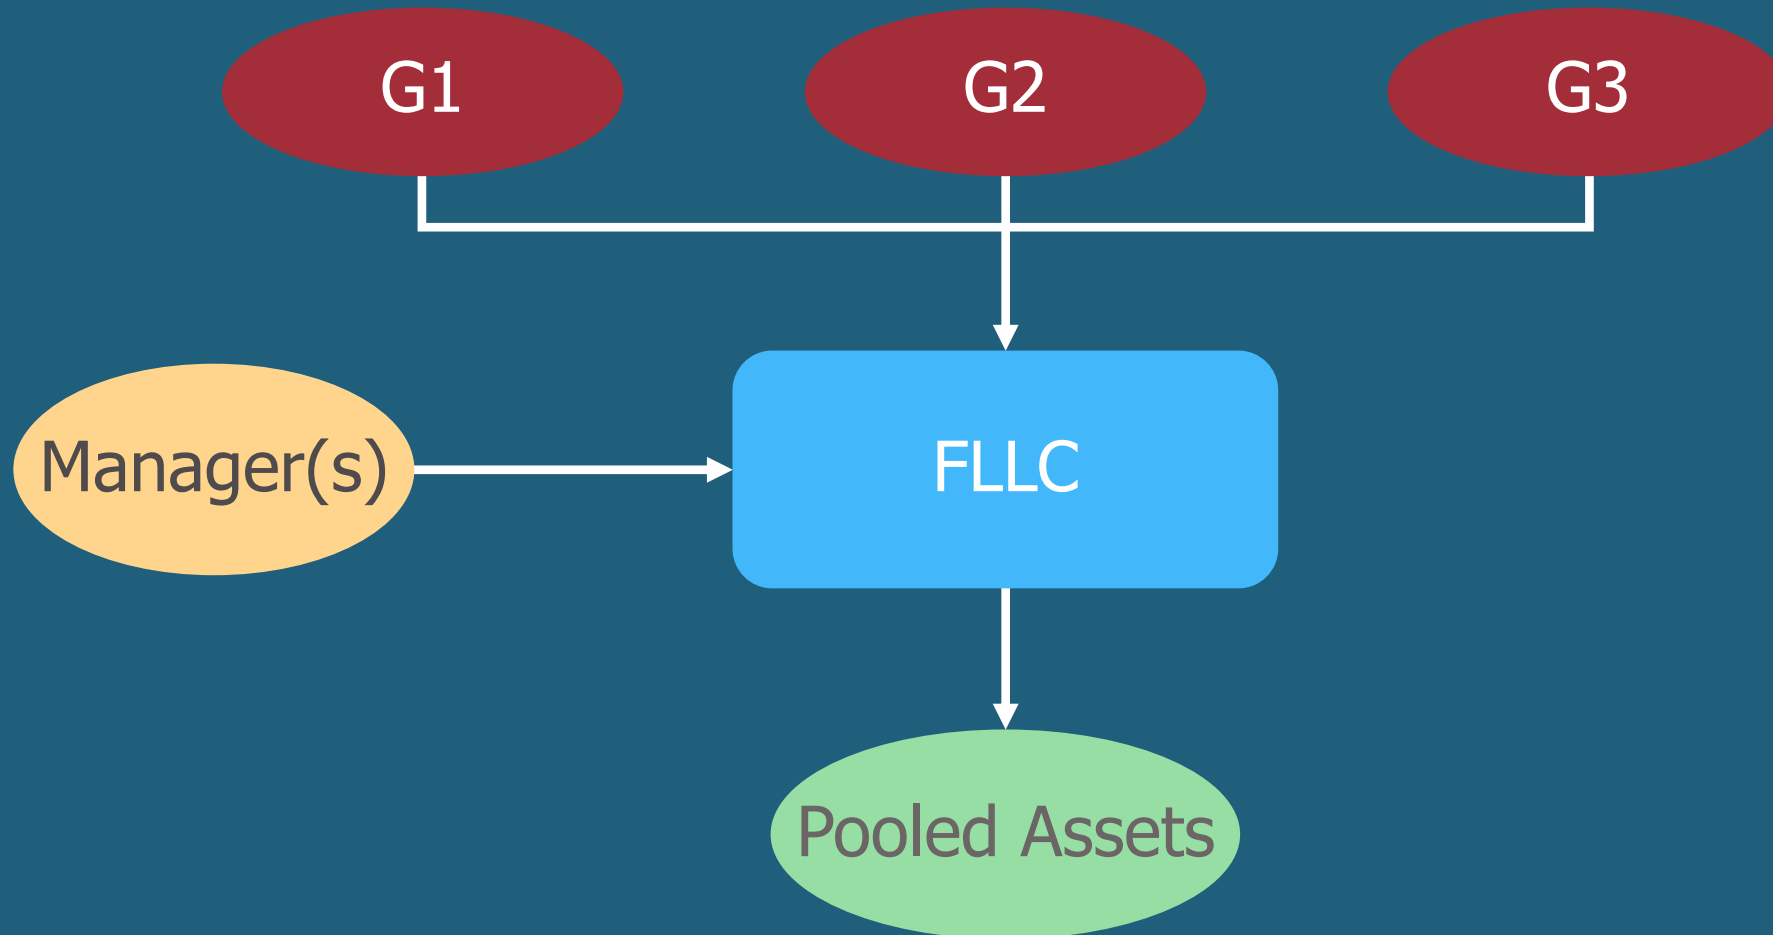 G1
G2
G3
Manager(s)
FLLC
Pooled Assets